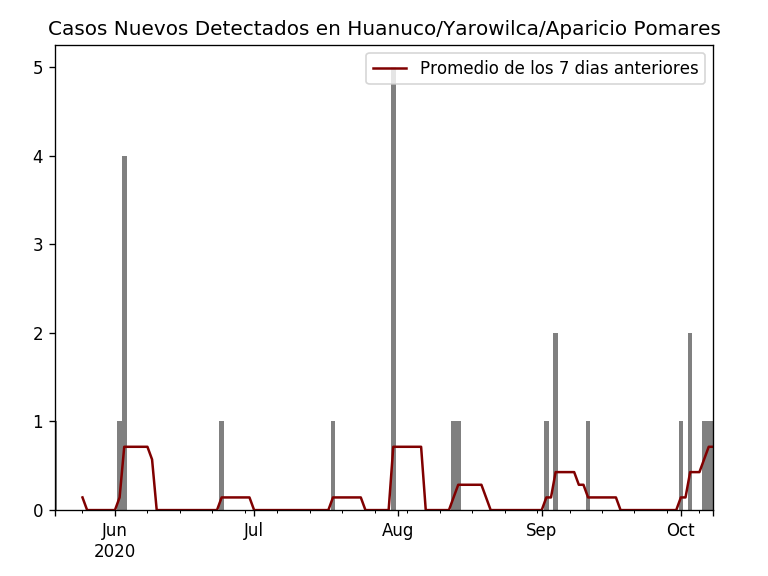 Casos Nuevos Detectados en Huanuco/Yarowilca/Aparicio Pomares
Promedio de los 7 dias anteriores
5
4
3
2
1
0
Jun Jul Aug Sep Oct
2020